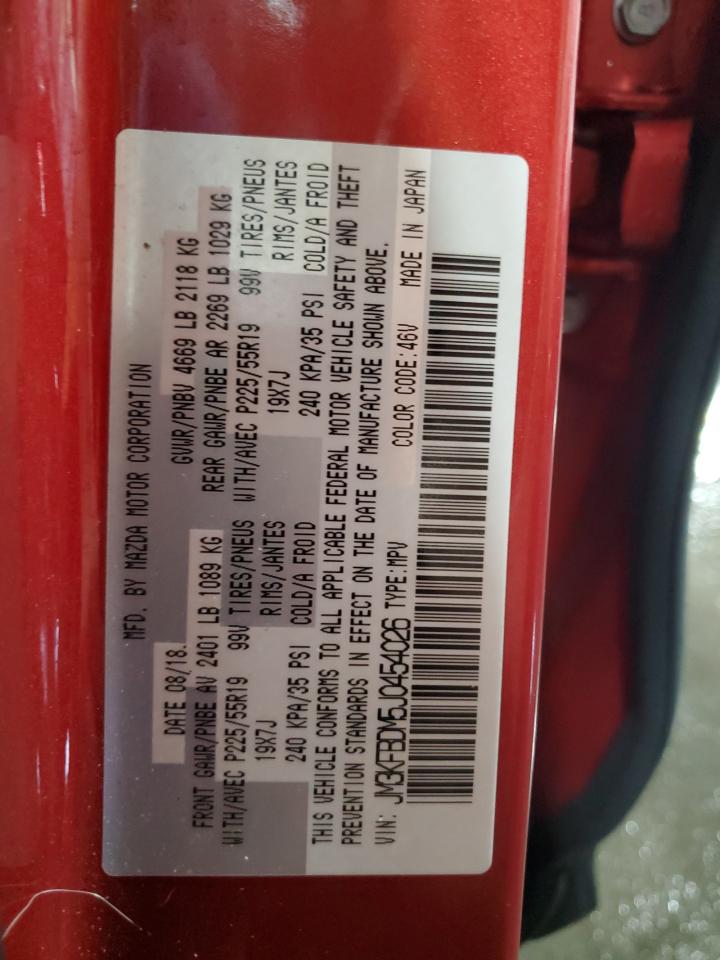 MFD. BY MAZDA MOTOR CORPORATION
DATE 08/18. GVWR/PNBV 4669 LB 2118 KG
FRONT GAWR/PNBE AV 2401 LB 1089 KG REAR GAWR/PNBE AR 2269 LB 1029 KG
WITH/AVEC P225/55R19 99V TIRES/PNEUS WITH/AVEC P225/55R19 99V TIRES/PNEUS
19X7J RIMS/JANTES 19X7J RIMS/JANTES
240 KPA/35 PSI COLD/A FROID 240 KPA/35 PSI COLD/A FROID
THIS VEHICLE CONFORMS TO ALL APPLICABLE FEDERAL MOTOR VEHICLE SAFETY AND THEFT
PREVENTION STANDARDS IN EFFECT ON THE DATE OF MANUFACTURE SHOWN ABOVE.
VIN: JM3KFBDM5J0454026 TYPE:MPV COLOR CODE:46V MADE IN JAPAN